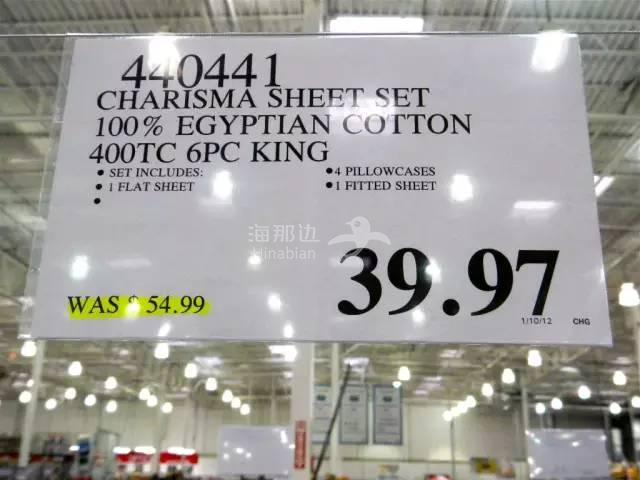 440441
CHARISMA SHEET SET
100% EGYPTIAN COTTON
400TC 6PC KING
• SET INCLUDES: • 4 PILLOWCASES
• 1 FLAT SHEET • 1 FITTED SHEET
•
海那边
Hinabian
39.97
WAS $ 54.99
1/10/12 CHG